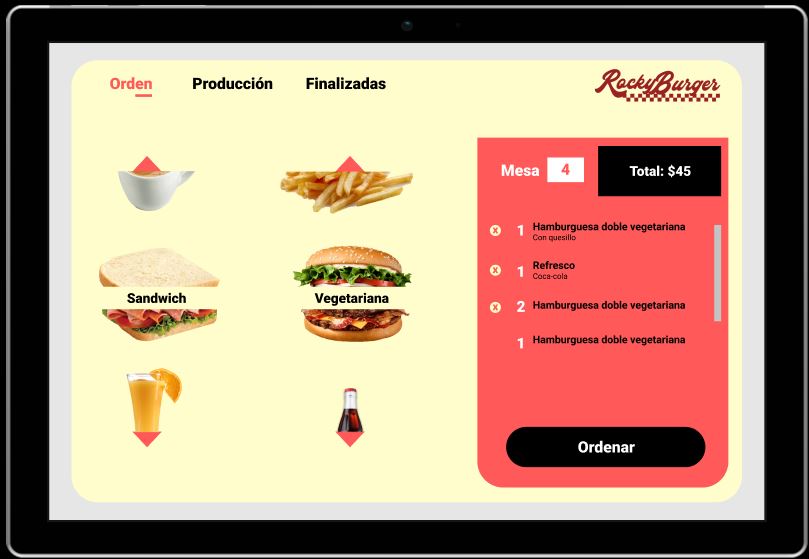 Orden Producción Finalizadas
RockyBurger
Mesa 4 Total: $45
x 1 Hamburguesa doble vegetariana
Con quesillo
x 1 Refresco
Coca-cola
x 2 Hamburguesa doble vegetariana
1 Hamburguesa doble vegetariana
Sandwich Vegetariana
Ordenar